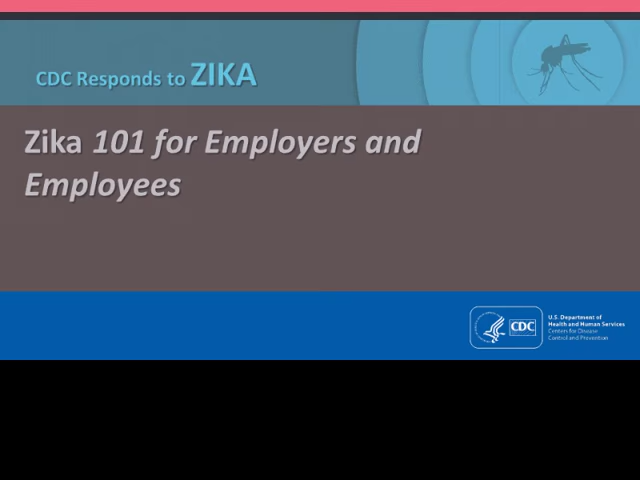 CDC Responds to ZIKA
Zika 101 for Employers and
Employees
CDC
U.S. Department of
Health and Human Services
Centers for Disease
Control and Prevention